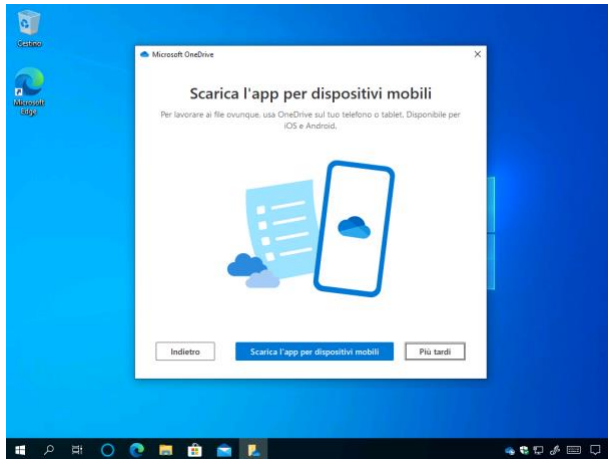 Cestino
Microsoft
Edge
Microsoft OneDrive
Scarica l'app per dispositivi mobili
Per lavorare ai file ovunque, usa OneDrive sul tuo telefono o tablet. Disponibile per
iOS e Android.
Indietro
Scarica l'app per dispositivi mobili
Più tardi